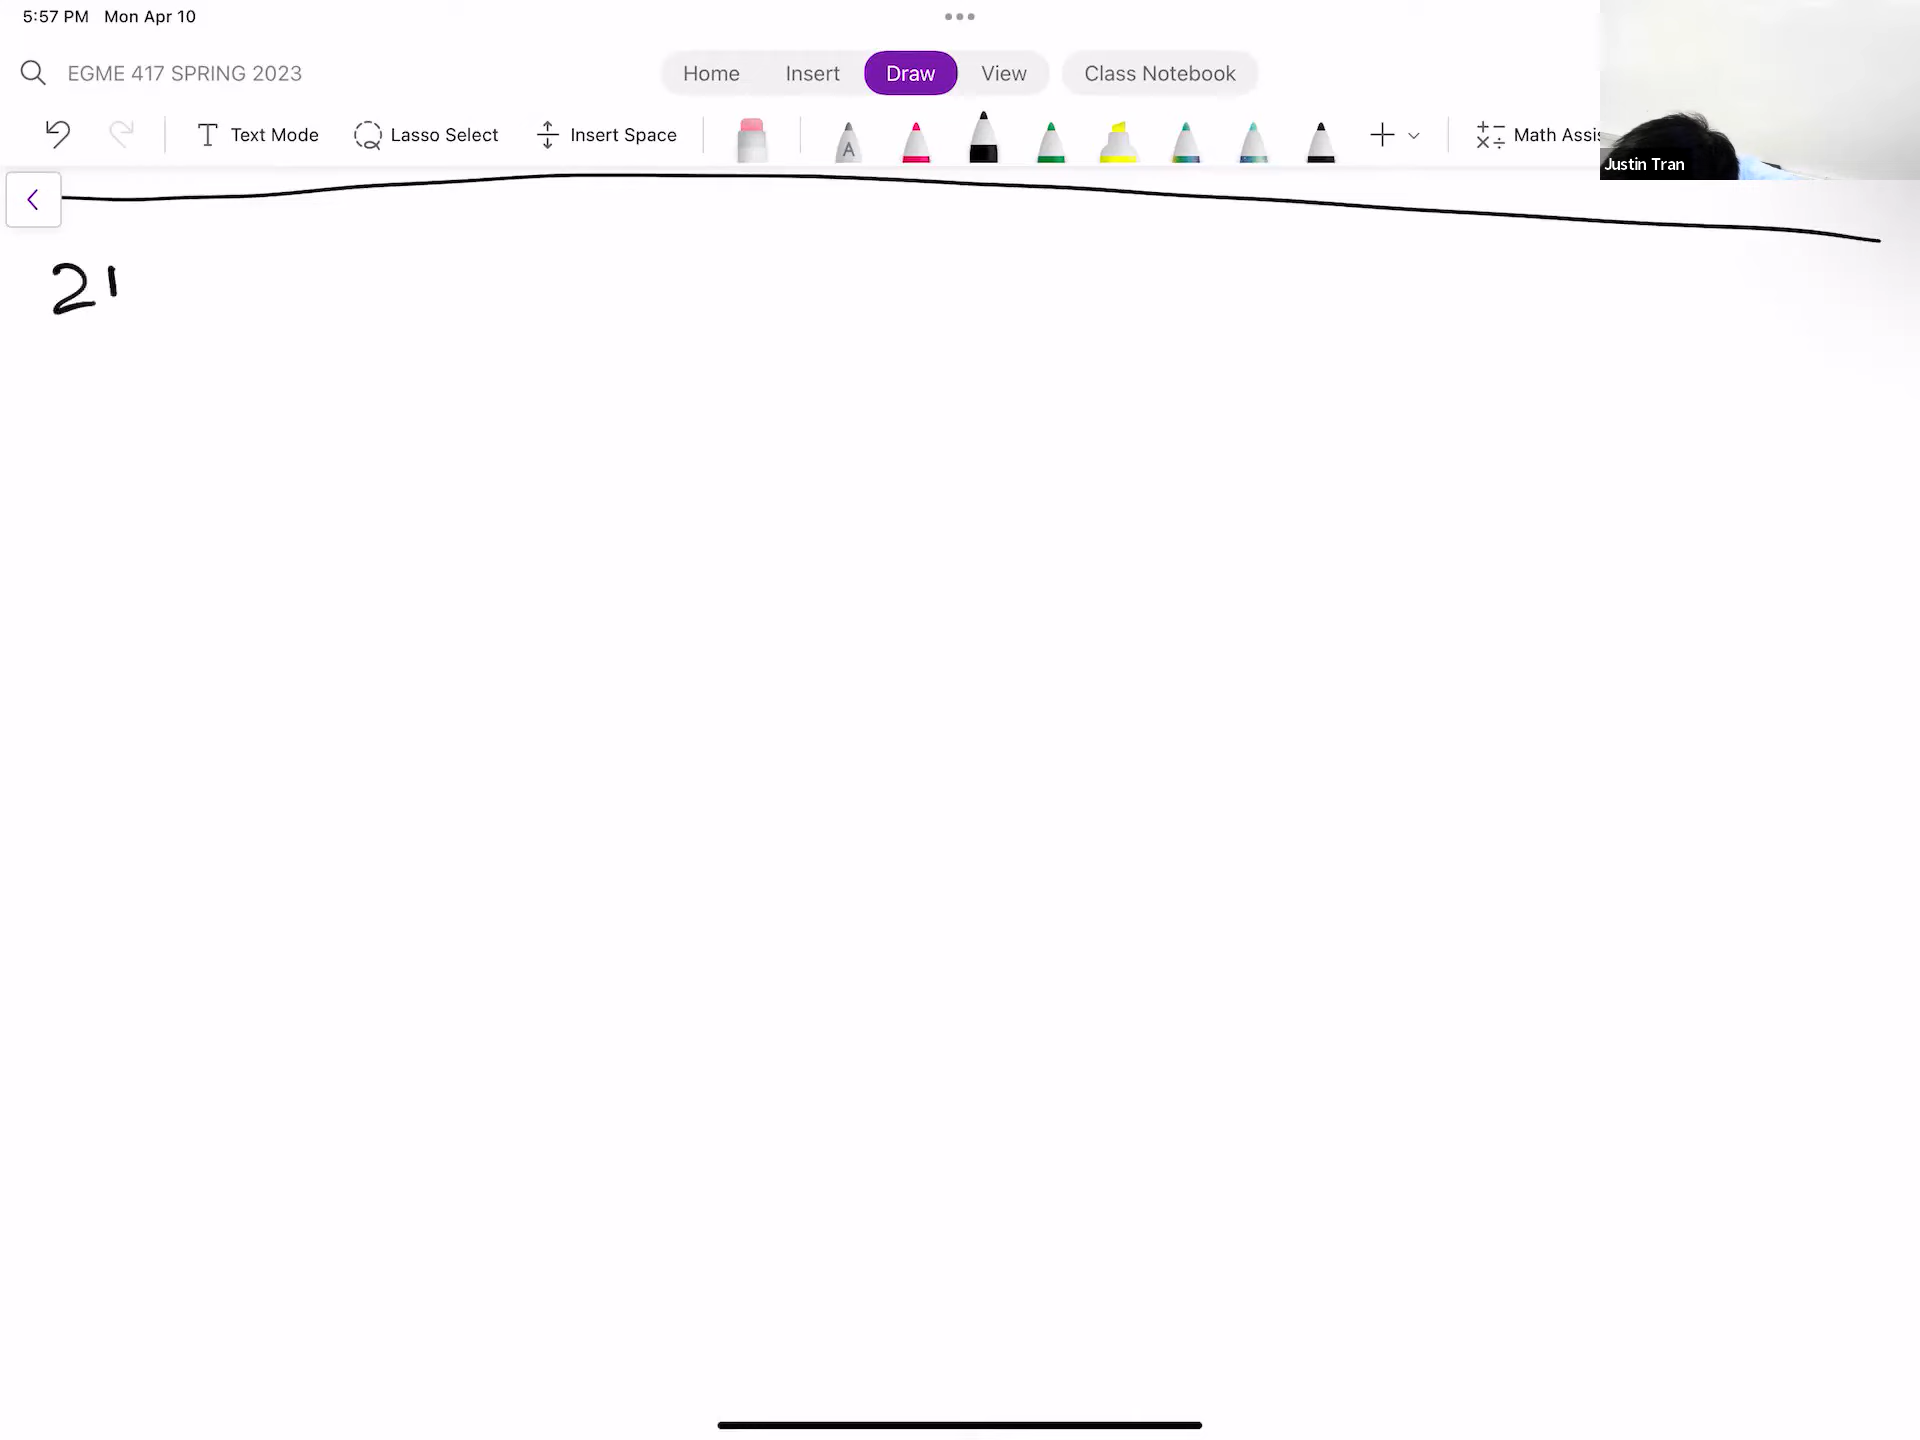 5:57 PM Mon Apr 10
EGME 417 SPRING 2023
Home Insert Draw View Class Notebook
Text Mode Lasso Select Insert Space A Math Assis
Justin Tran
21